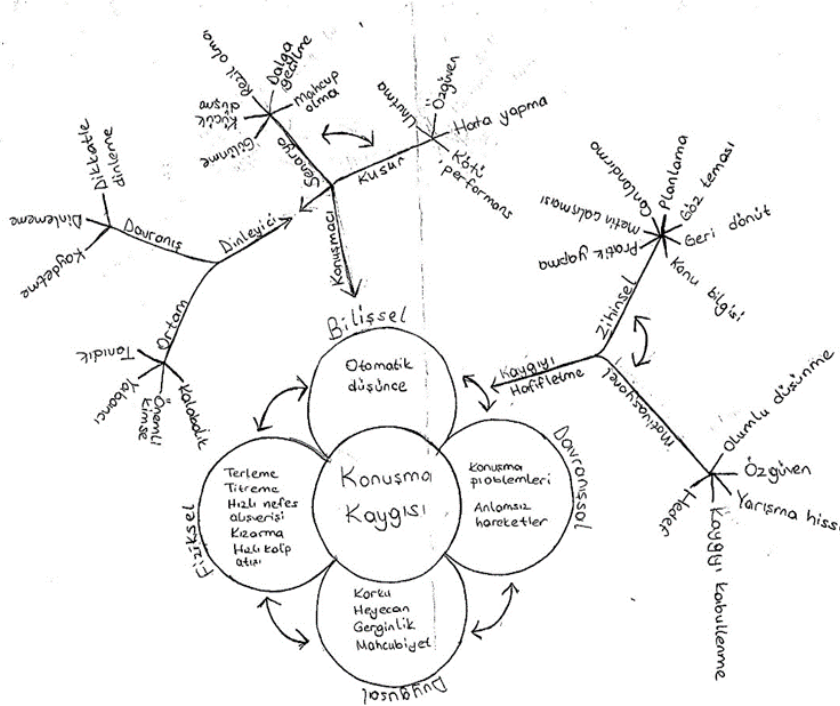 Rezil olma
Dalga
geçilme
Mahcup
olma
Küçük
düşme
Gülünme
Senaryo
Unutma
Özgüven
Hata yapma
Kötü
performans
Kusur
Konuşmacı
Dinleyici
Davranış
Dikkatle
dinleme
Dinlememe
Kaydetme
Ortam
Tanıdık
Yabancı
Önemli
kimse
Kalabalık
Canlandırma
Planlama
Göz teması
Geri dönüt
Konu bilgisi
metin çalışması
Pratik yapma
Zihinsel
Kaygıyı
Hafifletme
Motivasyonel
Olumlu düşünme
Özgüven
Yarışma hissi
Kaygıyı kabullenme
Hedef
Bilişsel
Otomatik
düşünce
Konuşma
Kaygısı
Fiziksel
Terleme
Titreme
Hızlı nefes
alışverişi
Kızarma
Hızlı kalp
atışı
Davranışsal
Konuşma
problemleri
Anlamsız
hareketler
Korku
Heyecan
Gerginlik
Mahcubiyet
Duygusal